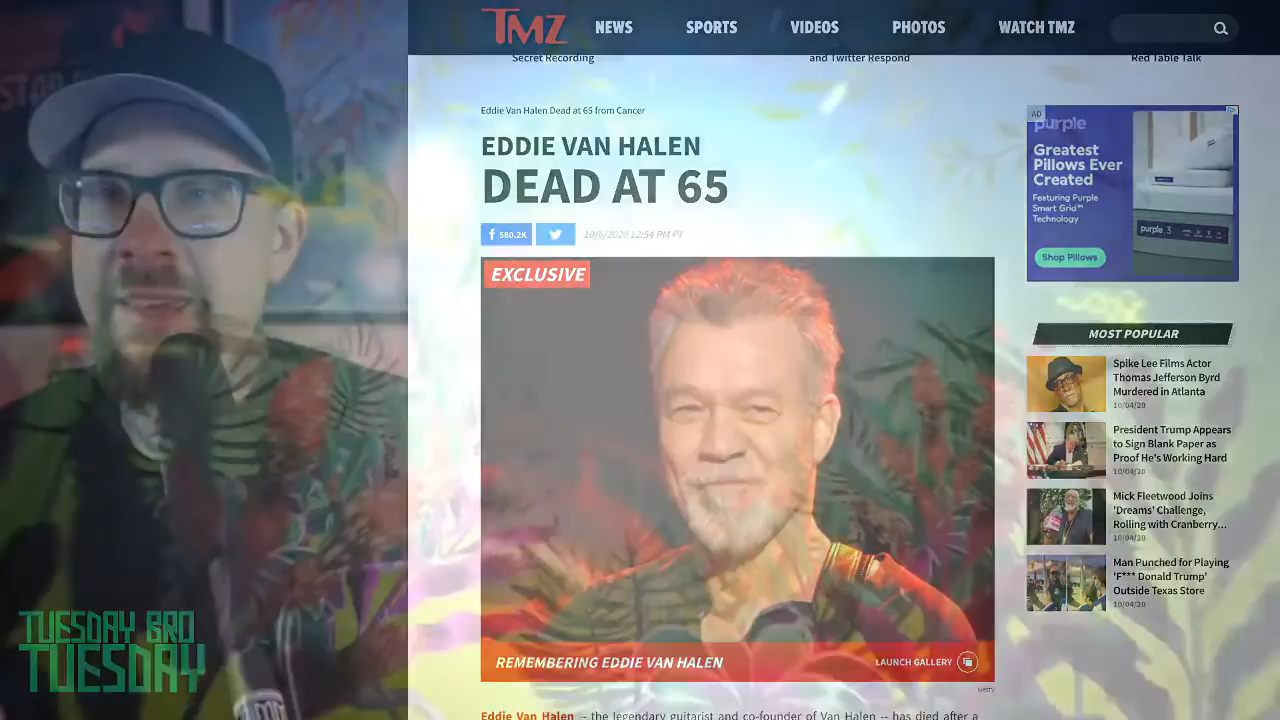 TMZ
NEWS
SPORTS
VIDEOS
PHOTOS
WATCH TMZ
Secret Recording
and Twitter Respond
Red Table Talk
Eddie Van Halen Dead at 65 from Cancer
EDDIE VAN HALEN
DEAD AT 65
580.2K
10/6/2020 12:54 PM PT
EXCLUSIVE
REMEMBERING EDDIE VAN HALEN
LAUNCH GALLERY
Getty
Eddie Van Halen -- the legendary guitarist and co-founder of Van Halen -- has died after a
AD
purple
Greatest
Pillows Ever
Created
Featuring Purple
Smart Grid™
Technology
Shop Pillows
purple.3
MOST POPULAR
Spike Lee Films Actor
Thomas Jefferson Byrd
Murdered in Atlanta
10/04/20
President Trump Appears
to Sign Blank Paper as
Proof He's Working Hard
10/04/20
Mick Fleetwood Joins
'Dreams' Challenge,
Rolling with Cranberry...
10/04/20
Man Punched for Playing
'F*** Donald Trump'
Outside Texas Store
10/04/20
TUESDAY BRO
TUESDAY